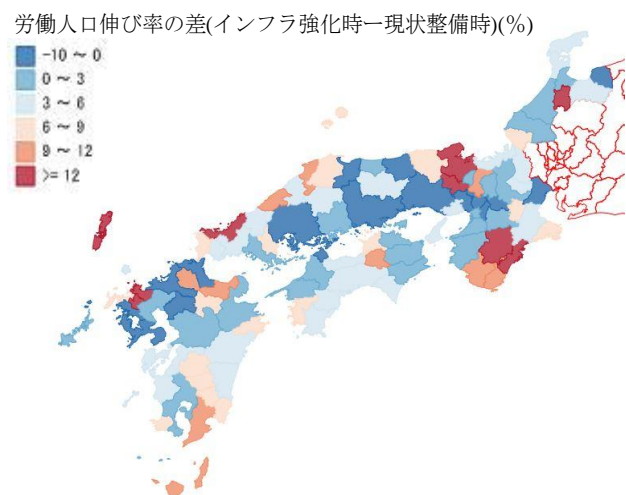 労働人口伸び率の差(インフラ強化時ー現状整備時)(%)
-10 ～ 0
0 ～ 3
3 ～ 6
6 ～ 9
9 ～ 12
>= 12